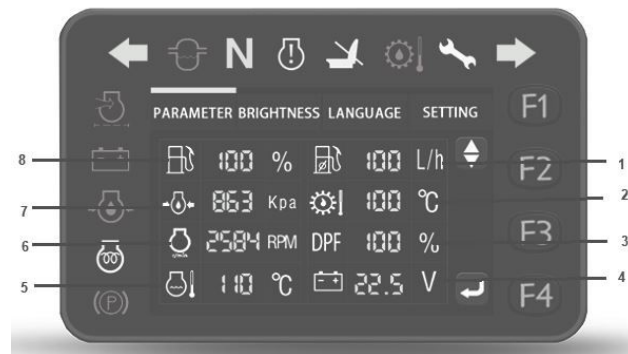 N
PARAMETER BRIGHTNESS LANGUAGE SETTING F1
8 100 % 100 L/h 1
F2
2
7 863 Kpa 100 ℃
6 2584 RPM DPF 100 % F3 3
5 110 ℃ 22.5 V 4
(P) F4